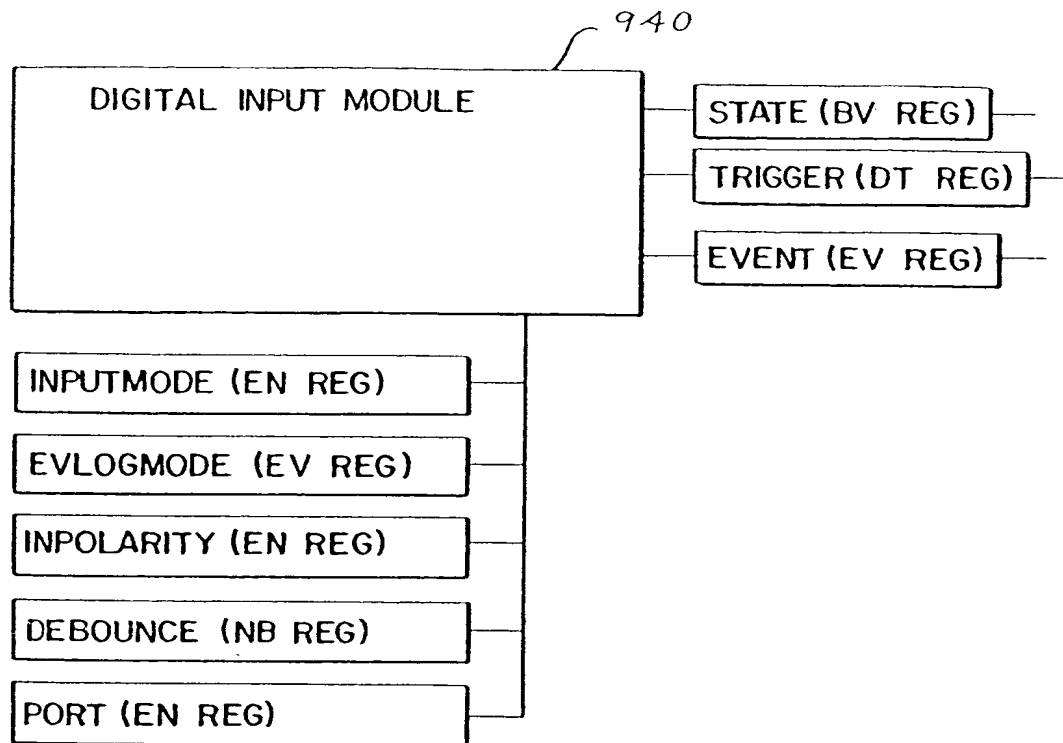 940
DIGITAL INPUT MODULE
STATE (BV REG)
TRIGGER (DT REG)
EVENT (EV REG)
INPUTMODE (EN REG)
EVLOGMODE (EV REG)
INPOLARITY (EN REG)
DEBOUNCE (NB REG)
PORT (EN REG)